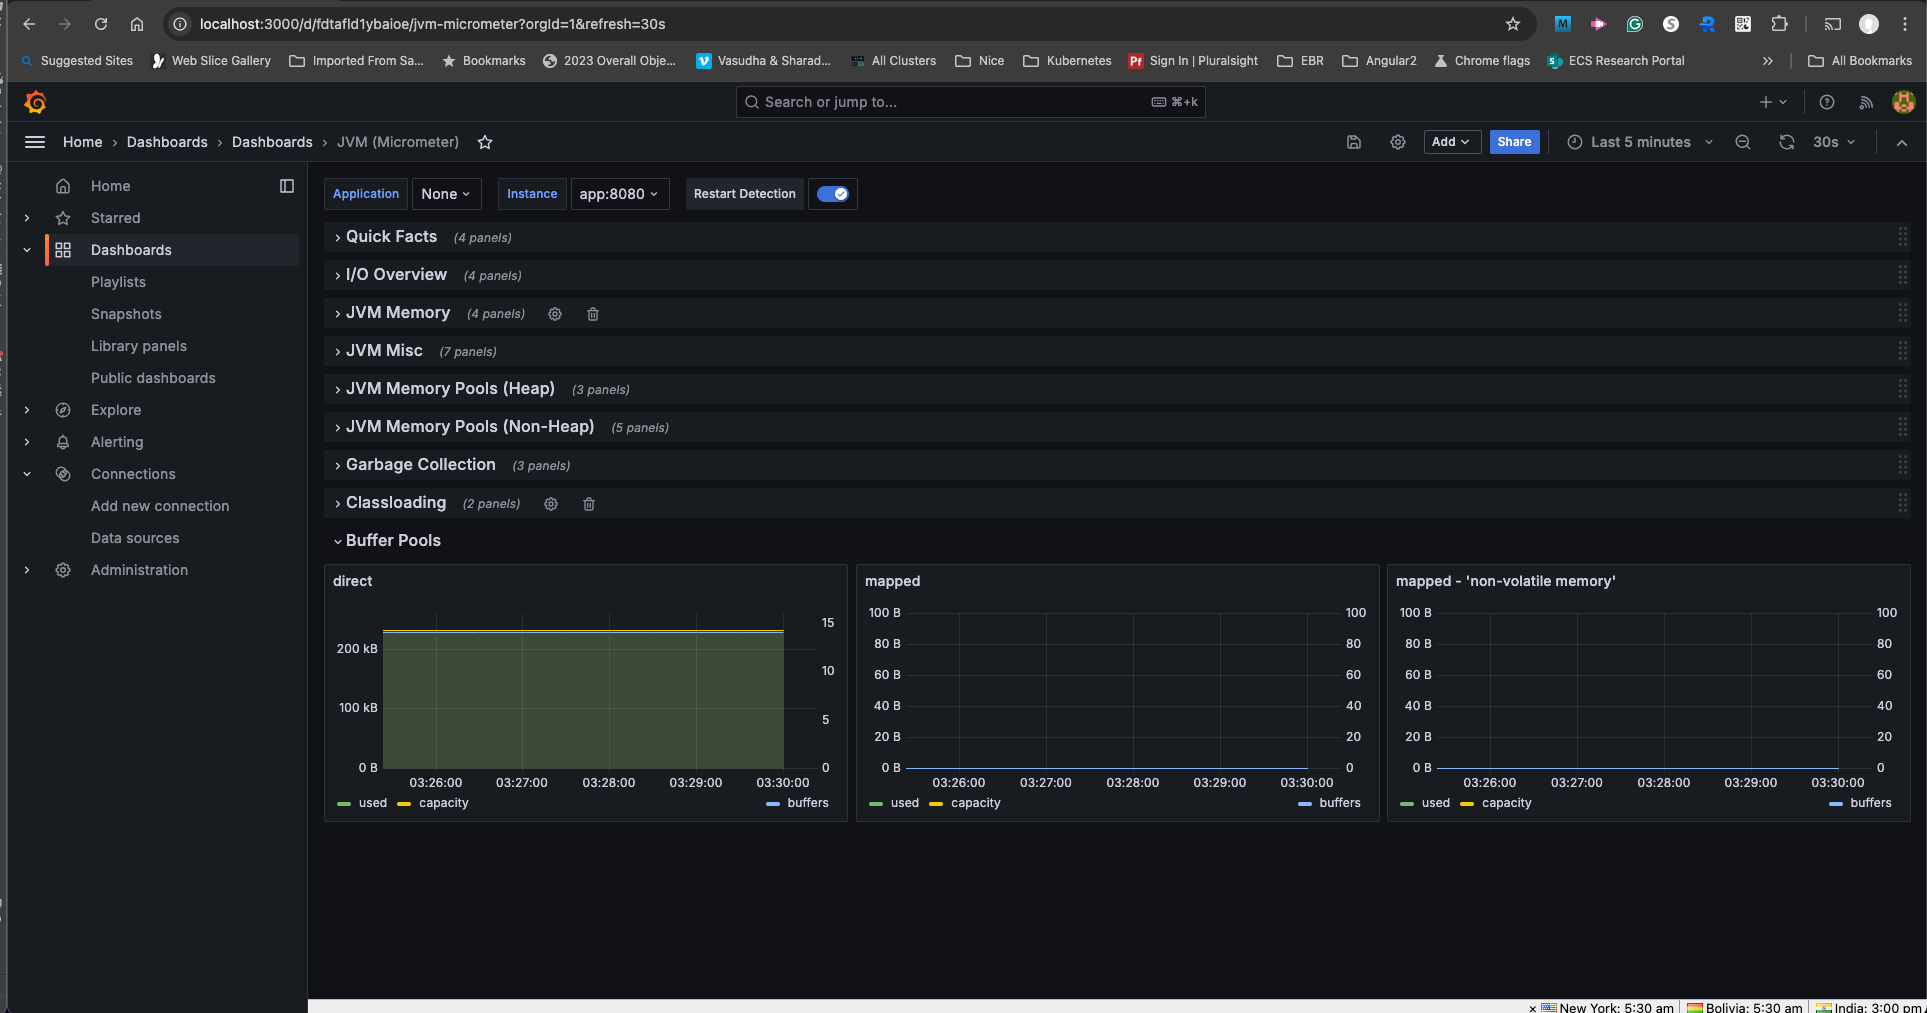 localhost:3000/d/fdtafld1ybaioe/jvm-micrometer?orgId=1&refresh=30s
Suggested Sites Web Slice Gallery Imported From Sa... Bookmarks 2023 Overall Obje... Vasudha & Sharad... All Clusters Nice Kubernetes Sign In | Pluralsight EBR Angular2 Chrome flags ECS Research Portal » All Bookmarks
Search or jump to... ⌘+k
Home › Dashboards › Dashboards › JVM (Micrometer) Add Share Last 5 minutes 30s
Home
Starred
Dashboards
Playlists
Snapshots
Library panels
Public dashboards
Explore
Alerting
Connections
Add new connection
Data sources
Administration
Application None Instance app:8080 Restart Detection
Quick Facts (4 panels)
I/O Overview (4 panels)
JVM Memory (4 panels)
JVM Misc (7 panels)
JVM Memory Pools (Heap) (3 panels)
JVM Memory Pools (Non-Heap) (5 panels)
Garbage Collection (3 panels)
Classloading (2 panels)
Buffer Pools
direct
200 kB
100 kB
0 B
15
10
5
0
03:26:00 03:27:00 03:28:00 03:29:00 03:30:00
used capacity buffers
mapped
100 B 100
80 B 80
60 B 60
40 B 40
20 B 20
0 B 0
03:26:00 03:27:00 03:28:00 03:29:00 03:30:00
used capacity buffers
mapped - 'non-volatile memory'
100 B 100
80 B 80
60 B 60
40 B 40
20 B 20
0 B 0
03:26:00 03:27:00 03:28:00 03:29:00 03:30:00
used capacity buffers
× New York: 5:30 am Bolivia: 5:30 am India: 3:00 pm